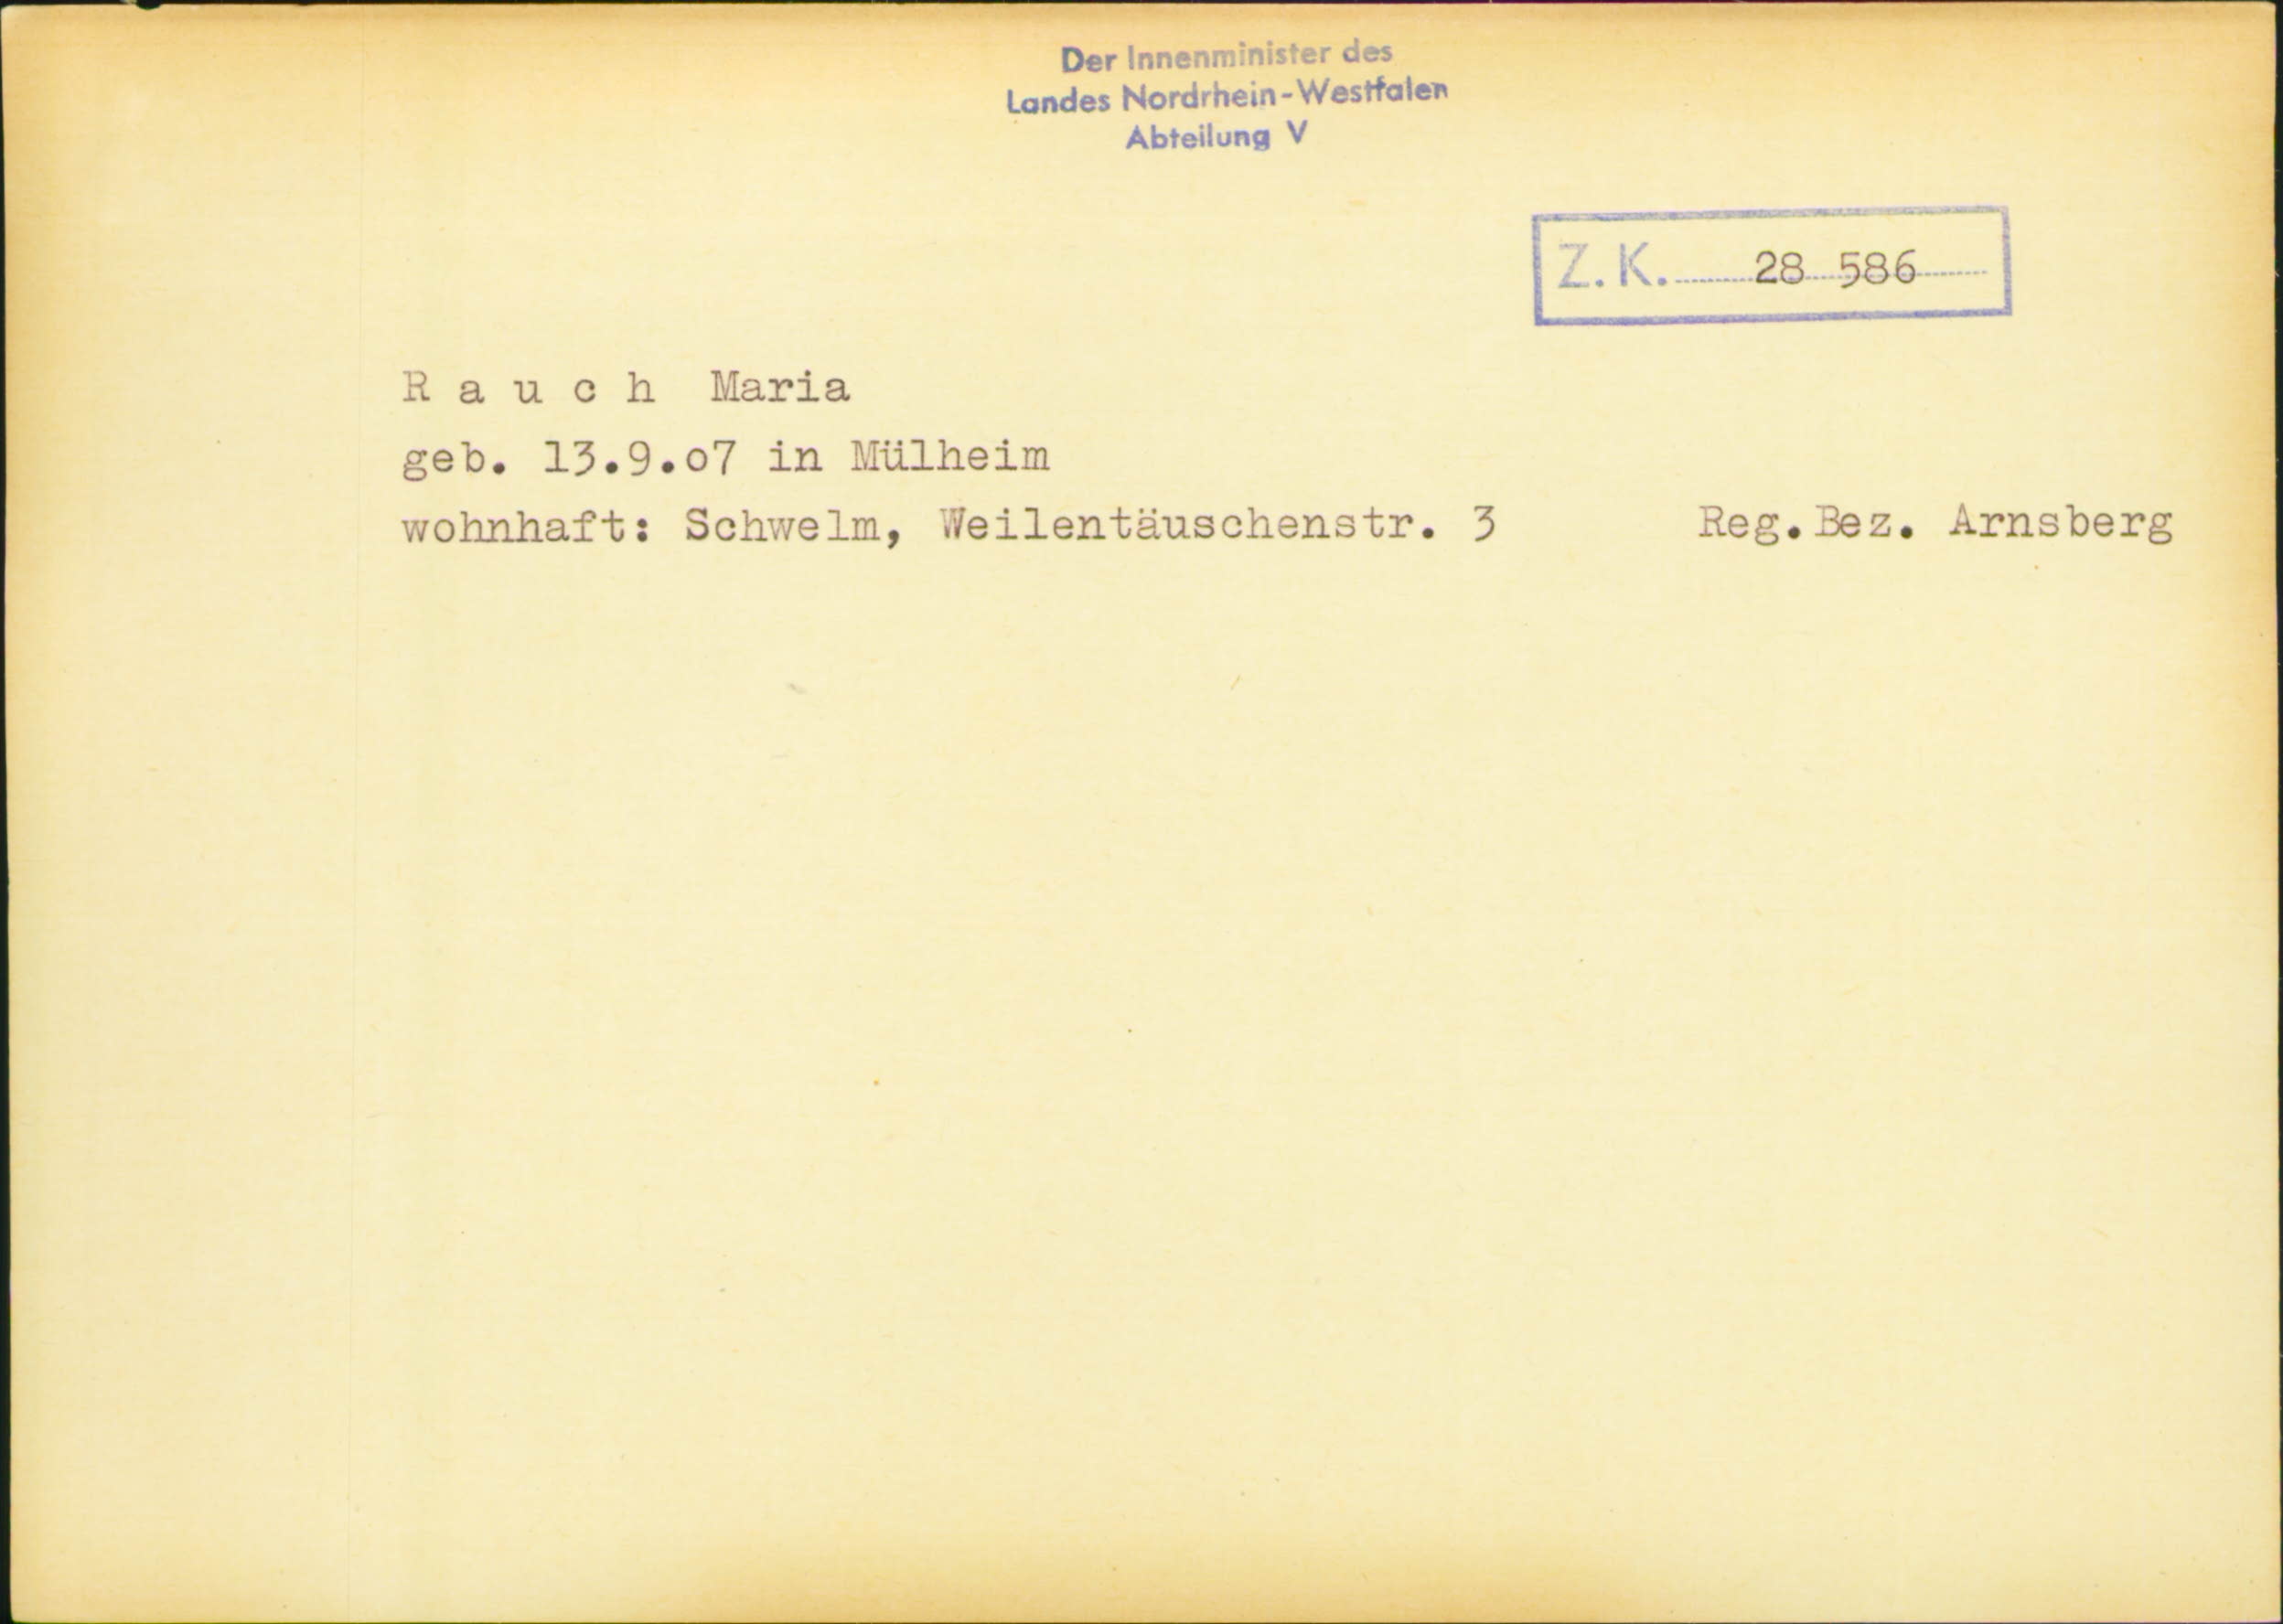 Der Innenminister des
Landes Nordrhein-Westfalen
Abteilung V
Z.K. 28 586
R a u c h Maria
geb. 13.9.o7 in Mülheim
wohnhaft: Schwelm, Weilentäuschenstr. 3 Reg.Bez. Arnsberg